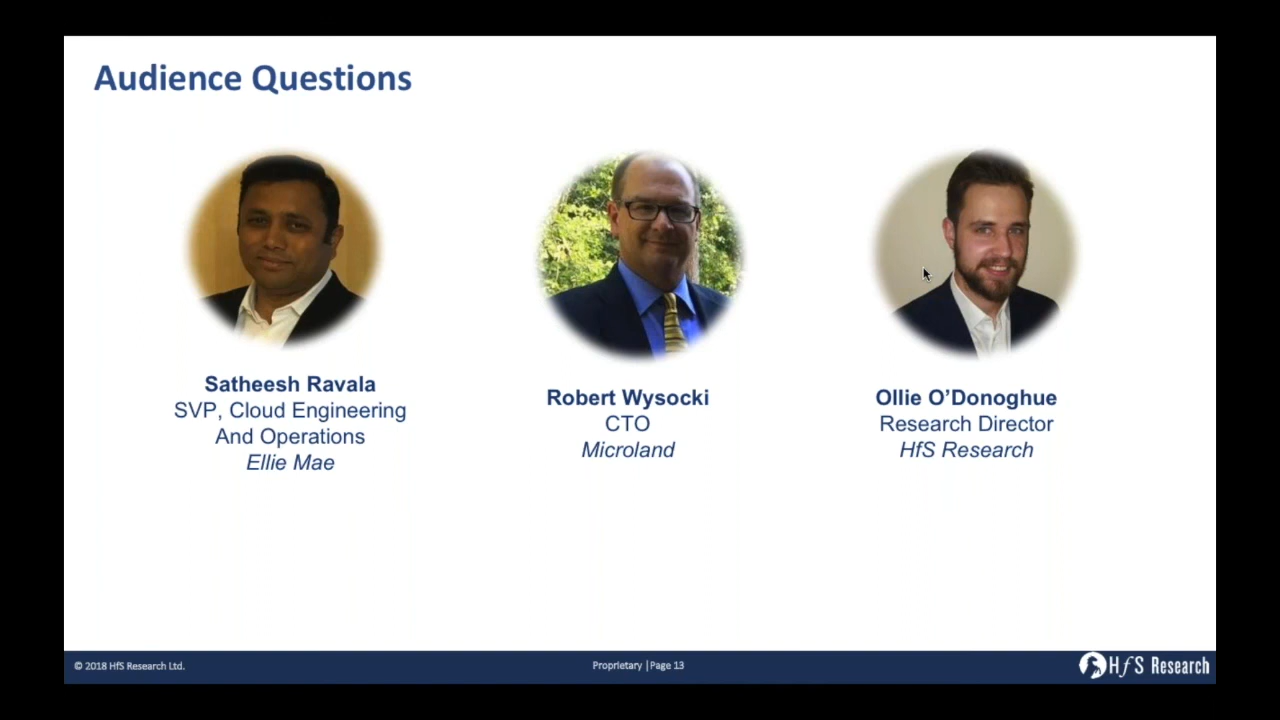 Audience Questions
Satheesh Ravala
SVP, Cloud Engineering
And Operations
Ellie Mae
Robert Wysocki
CTO
Microland
Ollie O’Donoghue
Research Director
HfS Research
© 2018 HfS Research Ltd.
Proprietary | Page 13
HfS Research